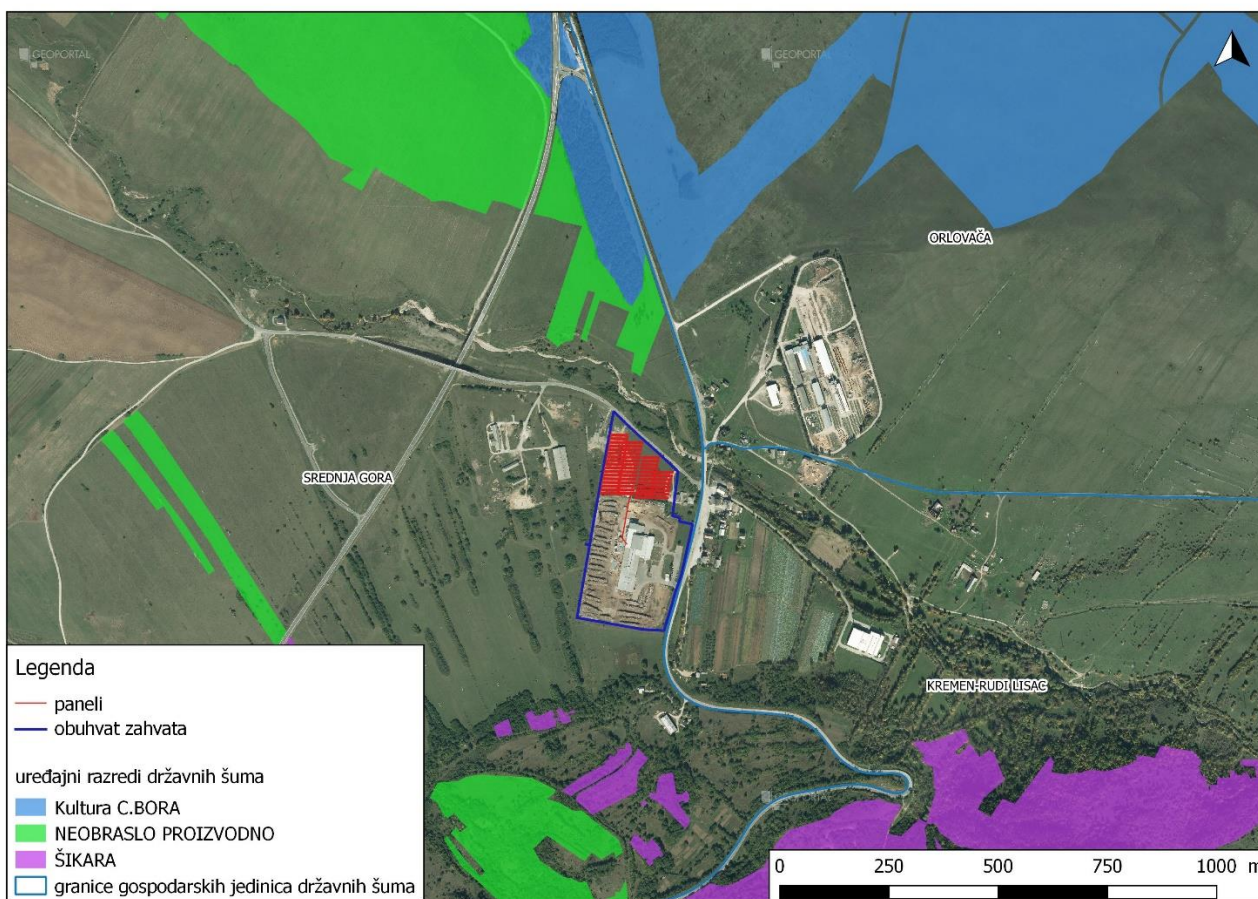 GEOPORTAL
GEOPORTAL
ORLOVAČA
SREDNJA GORA
KREMEN-RUDI LISAC
Legenda
paneli
obuhvat zahvata
uređajni razredi državnih šuma
Kultura C.BORA
NEOBRASLO PROIZVODNO
ŠIKARA
granice gospodarskih jedinica državnih šuma
0 250 500 750 1000 m